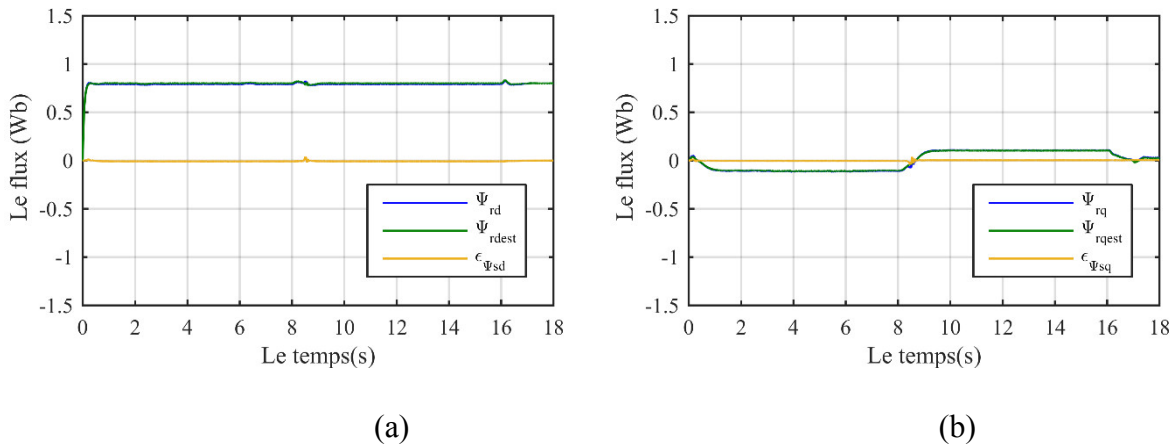 1.5
1
0.5
0
-0.5
-1
-1.5
Le flux (Wb)
Ψrd
Ψrdest
ϵΨsd
0 2 4 6 8 10 12 14 16 18
Le temps(s)
(a)
1.5
1
0.5
0
-0.5
-1
-1.5
Le flux (Wb)
Ψrq
Ψrqest
ϵΨsq
0 2 4 6 8 10 12 14 16 18
Le temps(s)
(b)